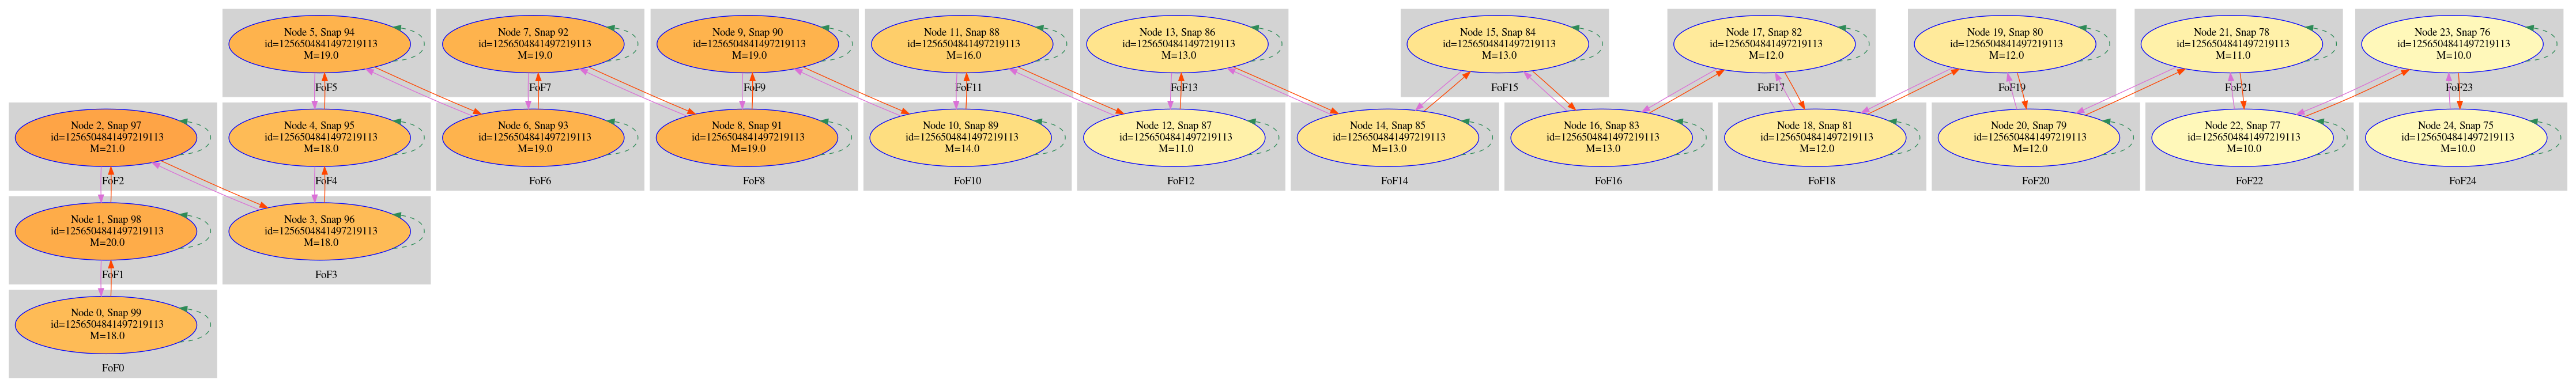 Node 5, Snap 94
id=1256504841497219113
M=19.0
FoF5
Node 7, Snap 92
id=1256504841497219113
M=19.0
FoF7
Node 9, Snap 90
id=1256504841497219113
M=19.0
FoF9
Node 11, Snap 88
id=1256504841497219113
M=16.0
FoF11
Node 13, Snap 86
id=1256504841497219113
M=13.0
FoF13
Node 15, Snap 84
id=1256504841497219113
M=13.0
FoF15
Node 17, Snap 82
id=1256504841497219113
M=12.0
FoF17
Node 19, Snap 80
id=1256504841497219113
M=12.0
FoF19
Node 21, Snap 78
id=1256504841497219113
M=11.0
FoF21
Node 23, Snap 76
id=1256504841497219113
M=10.0
FoF23
Node 2, Snap 97
id=1256504841497219113
M=21.0
FoF2
Node 4, Snap 95
id=1256504841497219113
M=18.0
FoF4
Node 6, Snap 93
id=1256504841497219113
M=19.0
FoF6
Node 8, Snap 91
id=1256504841497219113
M=19.0
FoF8
Node 10, Snap 89
id=1256504841497219113
M=14.0
FoF10
Node 12, Snap 87
id=1256504841497219113
M=11.0
FoF12
Node 14, Snap 85
id=1256504841497219113
M=13.0
FoF14
Node 16, Snap 83
id=1256504841497219113
M=13.0
FoF16
Node 18, Snap 81
id=1256504841497219113
M=12.0
FoF18
Node 20, Snap 79
id=1256504841497219113
M=12.0
FoF20
Node 22, Snap 77
id=1256504841497219113
M=10.0
FoF22
Node 24, Snap 75
id=1256504841497219113
M=10.0
FoF24
Node 1, Snap 98
id=1256504841497219113
M=20.0
FoF1
Node 3, Snap 96
id=1256504841497219113
M=18.0
FoF3
Node 0, Snap 99
id=1256504841497219113
M=18.0
FoF0